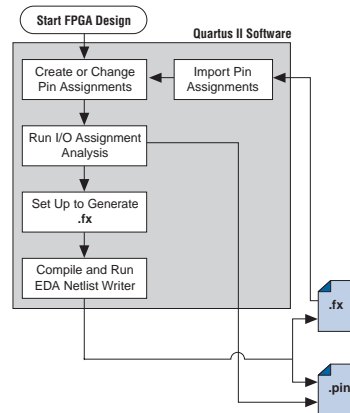 Start FPGA Design
Quartus II Software
Create or Change
Pin Assignments
Import Pin
Assignments
Run I/O Assignment
Analysis
Set Up to Generate
.fx
Compile and Run
EDA Netlist Writer
.fx
.pin